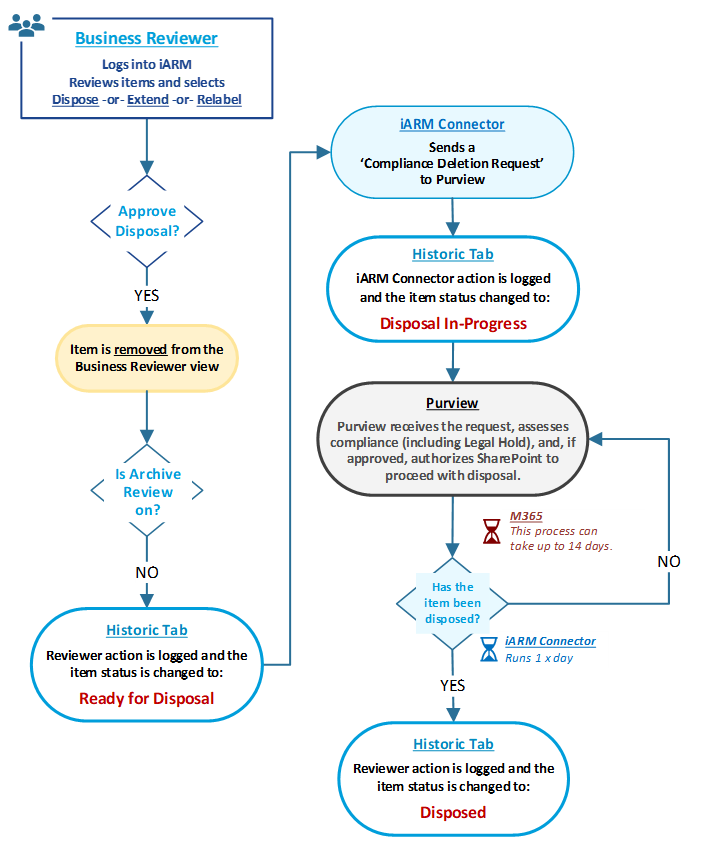 Business Reviewer
Logs into iARM
Reviews items and selects
Dispose -or- Extend -or- Relabel
Approve
Disposal?
YES
Item is removed from the
Business Reviewer view
Is Archive
Review
on?
NO
Historic Tab
Reviewer action is logged and the
item status is changed to:
Ready for Disposal
iARM Connector
Sends a
‘Compliance Deletion Request’
to Purview
Historic Tab
iARM Connector action is logged
and the item status changed to:
Disposal In-Progress
Purview
Purview receives the request, assesses
compliance (including Legal Hold), and, if
approved, authorizes SharePoint to
proceed with disposal.
M365
This process can
take up to 14 days.
Has the
item been
disposed?
NO
iARM Connector
Runs 1 x day
YES
Historic Tab
Reviewer action is logged and the
item status is changed to:
Disposed